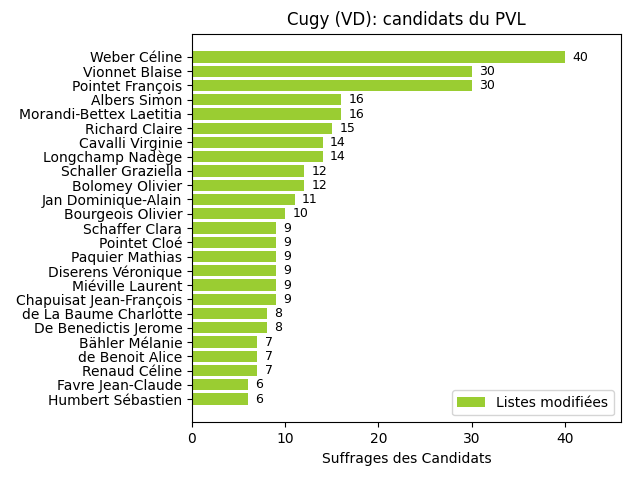 Cugy (VD): candidats du PVL
Weber Céline 40
Vionnet Blaise 30
Pointet François 30
Albers Simon 16
Morandi-Bettex Laetitia 16
Richard Claire 15
Cavalli Virginie 14
Longchamp Nadège 14
Schaller Graziella 12
Bolomey Olivier 12
Jan Dominique-Alain 11
Bourgeois Olivier 10
Schaffer Clara 9
Pointet Cloé 9
Paquier Mathias 9
Diserens Véronique 9
Miéville Laurent 9
Chapuisat Jean-François 9
de La Baume Charlotte 8
De Benedictis Jerome 8
Bähler Mélanie 7
de Benoit Alice 7
Renaud Céline 7
Favre Jean-Claude 6
Humbert Sébastien 6
Listes modifiées
0 10 20 30 40
Suffrages des Candidats